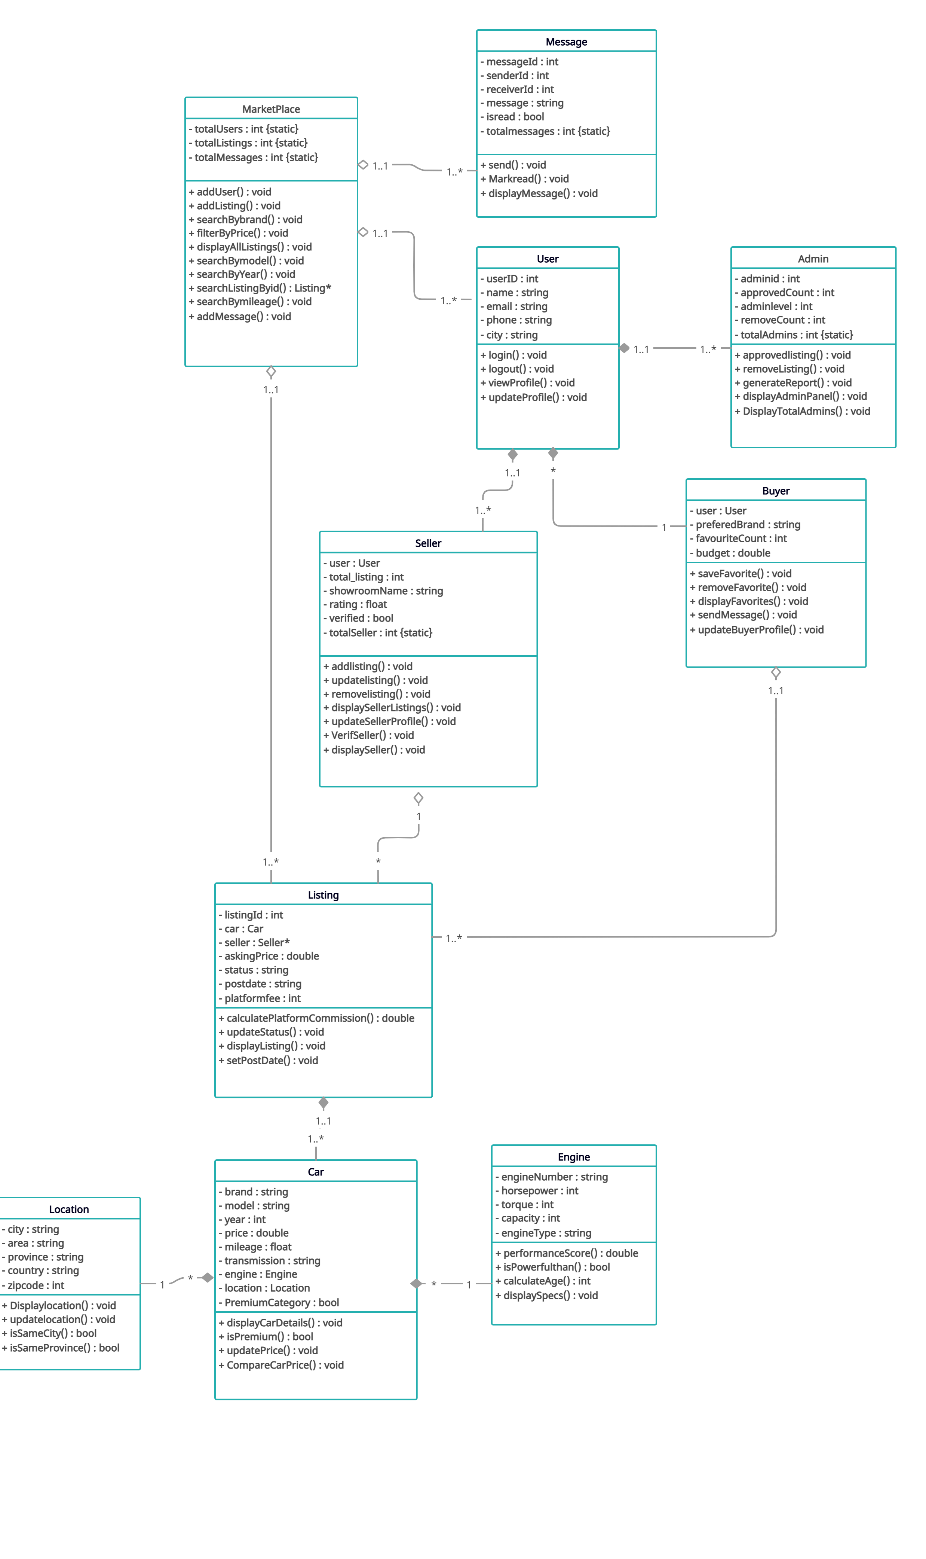 Message
- messageId : int
- senderId : int
- receiverId : int
- message : string
- isread : bool
- totalmessages : int {static}
+ send() : void
+ Markread() : void
+ displayMessage() : void
MarketPlace
- totalUsers : int {static}
- totalListings : int {static}
- totalMessages : int {static}
+ addUser() : void
+ addListing() : void
+ searchBybrand() : void
+ filterByPrice() : void
+ displayAllListings() : void
+ searchBymodel() : void
+ searchByYear() : void
+ searchListingByid() : Listing*
+ searchBymileage() : void
+ addMessage() : void
1..1
1..*
1..1
1..*
1..1
User
- userID : int
- name : string
- email : string
- phone : string
- city : string
+ login() : void
+ logout() : void
+ viewProfile() : void
+ updateProfile() : void
1..1
1..*
Admin
- adminid : int
- approvedCount : int
- adminlevel : int
- removeCount : int
- totalAdmins : int {static}
+ approvedlisting() : void
+ removeListing() : void
+ generateReport() : void
+ displayAdminPanel() : void
+ DisplayTotalAdmins() : void
1..1
*
1..*
1
Buyer
- user : User
- preferedBrand : string
- favouriteCount : int
- budget : double
+ saveFavorite() : void
+ removeFavorite() : void
+ displayFavorites() : void
+ sendMessage() : void
+ updateBuyerProfile() : void
1..1
Seller
- user : User
- total_listing : int
- showroomName : string
- rating : float
- verified : bool
- totalSeller : int {static}
+ addlisting() : void
+ updatelisting() : void
+ removelisting() : void
+ displaySellerListings() : void
+ updateSellerProfile() : void
+ VerifSeller() : void
+ displaySeller() : void
1
1..*
*
Listing
- listingId : int
- car : Car
- seller : Seller*
- askingPrice : double
- status : string
- postdate : string
- platformfee : int
+ calculatePlatformCommission() : double
+ updateStatus() : void
+ displayListing() : void
+ setPostDate() : void
1..*
1..1
1..*
Car
- brand : string
- model : string
- year : int
- price : double
- mileage : float
- transmission : string
- engine : Engine
- location : Location
- PremiumCategory : bool
+ displayCarDetails() : void
+ isPremium() : bool
+ updatePrice() : void
+ CompareCarPrice() : void
Engine
- engineNumber : string
- horsepower : int
- torque : int
- capacity : int
- engineType : string
+ performanceScore() : double
+ isPowerfulthan() : bool
+ calculateAge() : int
+ displaySpecs() : void
* 1
Location
- city : string
- area : string
- province : string
- country : string
- zipcode : int
+ Displaylocation() : void
+ updatelocation() : void
+ isSameCity() : bool
+ isSameProvince() : bool
1 *